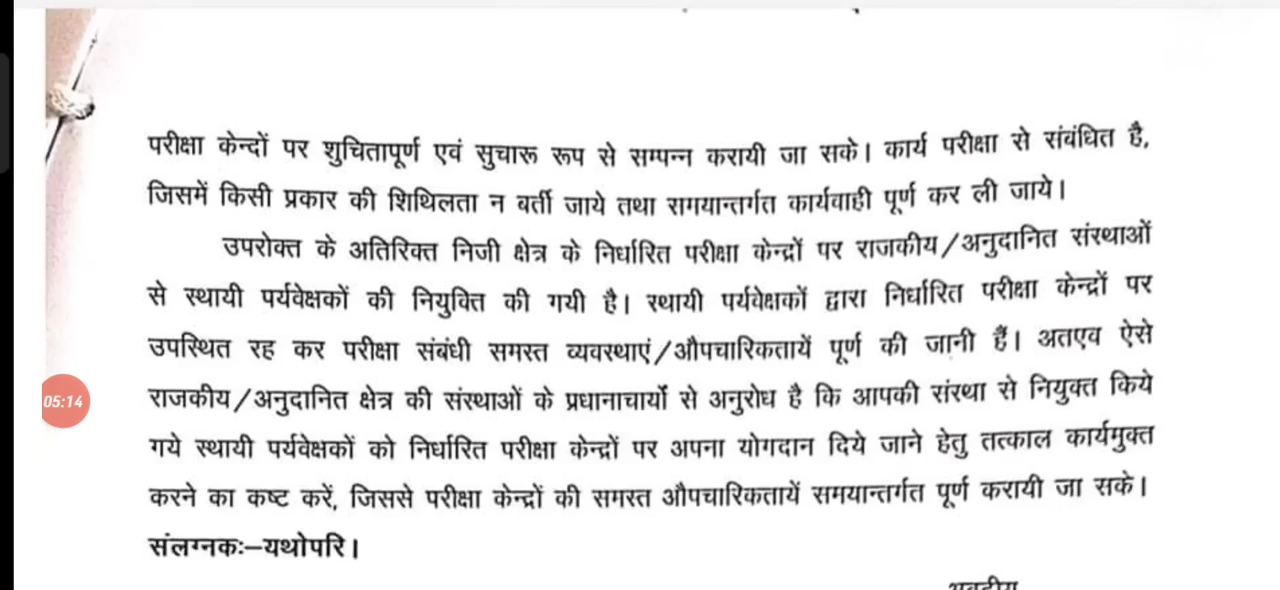 परीक्षा केन्दों पर शुचितापूर्ण एवं सुचारू रूप से सम्पन्न करायी जा सके। कार्य परीक्षा से संबंधित है,
जिसमें किसी प्रकार की शिथिलता न बर्ती जाये तथा समयान्तर्गत कार्यवाही पूर्ण कर ली जाये।
उपरोक्त के अतिरिक्त निजी क्षेत्र के निर्धारित परीक्षा केन्द्रों पर राजकीय/अनुदानित संस्थाओं
से स्थायी पर्यवेक्षकों की नियुक्ति की गयी है। स्थायी पर्यवेक्षकों द्वारा निर्धारित परीक्षा केन्द्रों पर
उपस्थित रह कर परीक्षा संबंधी समस्त व्यवस्थाएं/औपचारिकतायें पूर्ण की जानी हैं। अतएव ऐसे
05:14
राजकीय/अनुदानित क्षेत्र की संस्थाओं के प्रधानाचार्यो से अनुरोध है कि आपकी संस्था से नियुक्त किये
गये स्थायी पर्यवेक्षकों को निर्धारित परीक्षा केन्द्रों पर अपना योगदान दिये जाने हेतु तत्काल कार्यमुक्त
करने का कष्ट करें, जिससे परीक्षा केन्द्रों की समस्त औपचारिकतायें समयान्तर्गत पूर्ण करायी जा सके।
संलग्नकः–यथोपरि।